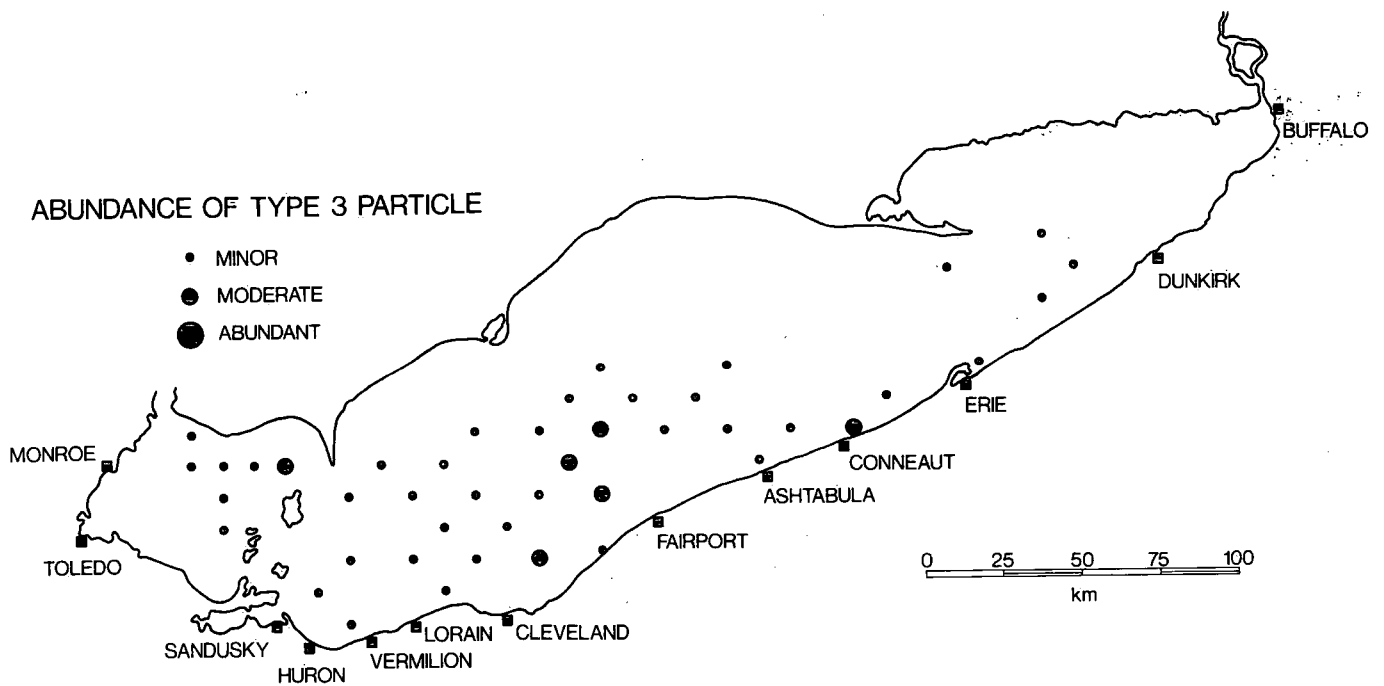 ABUNDANCE OF TYPE 3 PARTICLE
MINOR
MODERATE
ABUNDANT
BUFFALO
DUNKIRK
ERIE
CONNEAUT
ASHTABULA
FAIRPORT
CLEVELAND
LORAIN
VERMILION
HURON
SANDUSKY
TOLEDO
MONROE
0 25 50 75 100
km